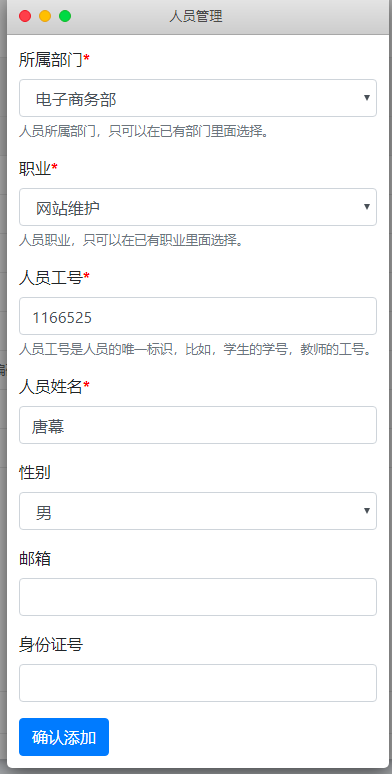 人员管理
所属部门*
电子商务部
人员所属部门，只可以在已有部门里面选择。
职业*
网站维护
人员职业，只可以在已有职业里面选择。
人员工号*
1166525
人员工号是人员的唯一标识，比如，学生的学号，教师的工号。
人员姓名*
唐幕
性别
男
邮箱
身份证号
确认添加